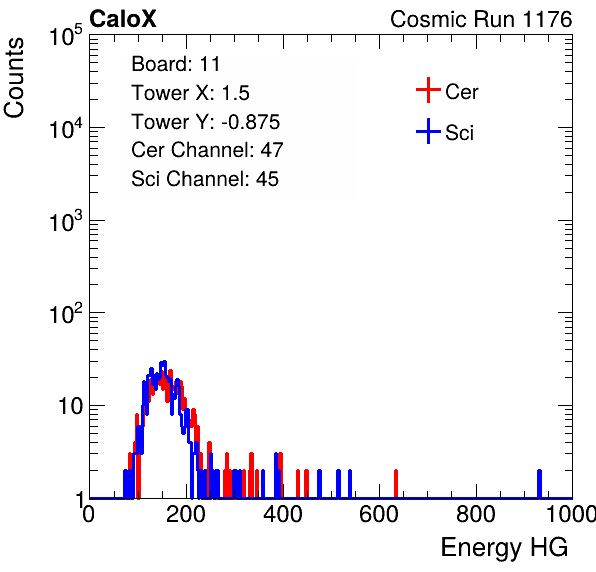 CaloX Cosmic Run 1176
Counts
10^5
10^4
10^3
10^2
10
1
Board: 11
Tower X: 1.5
Tower Y: -0.875
Cer Channel: 47
Sci Channel: 45
Cer
Sci
0 200 400 600 800 1000
Energy HG